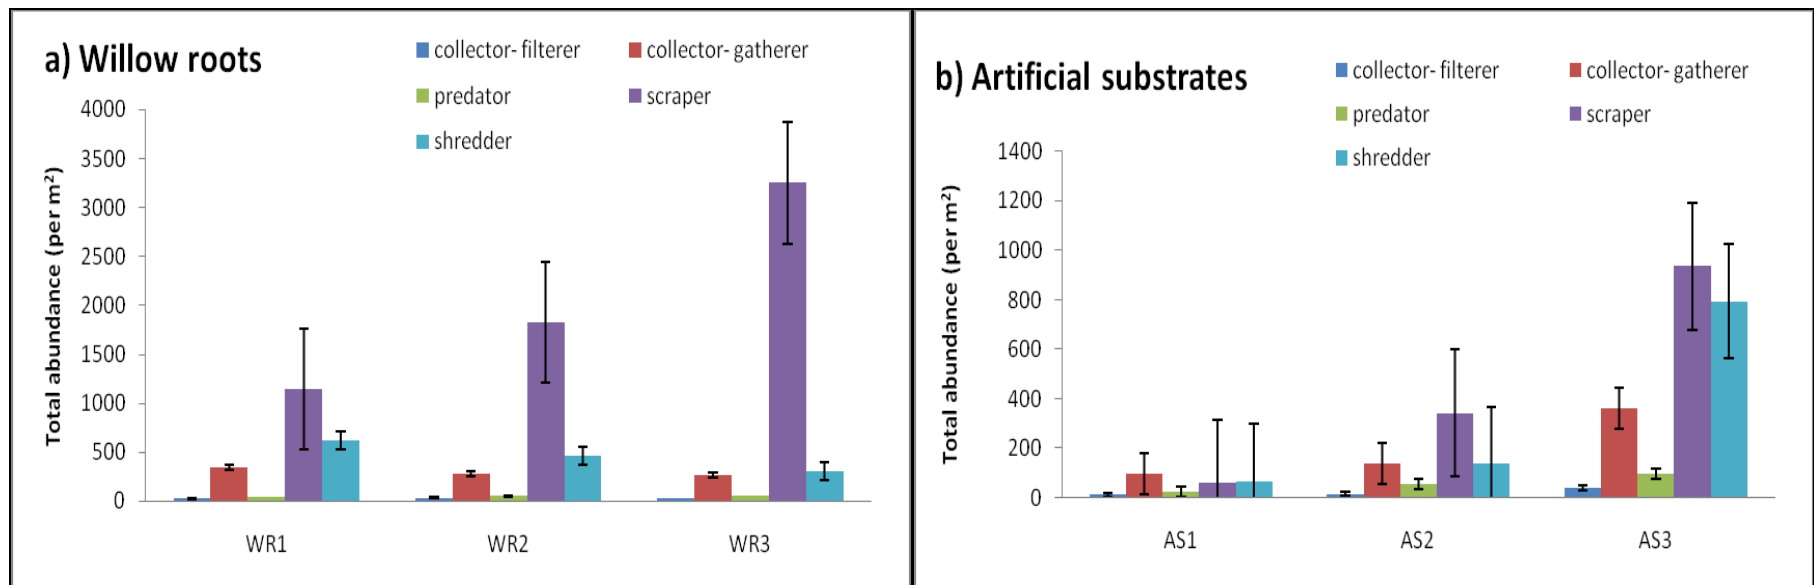 a) Willow roots
collector- filterer
collector- gatherer
predator
scraper
shredder
Total abundance (per m²)
4000
3500
3000
2500
2000
1500
1000
500
0
WR1
WR2
WR3
b) Artificial substrates
collector- filterer
collector- gatherer
predator
scraper
shredder
Total abundance (per m²)
1400
1200
1000
800
600
400
200
0
AS1
AS2
AS3